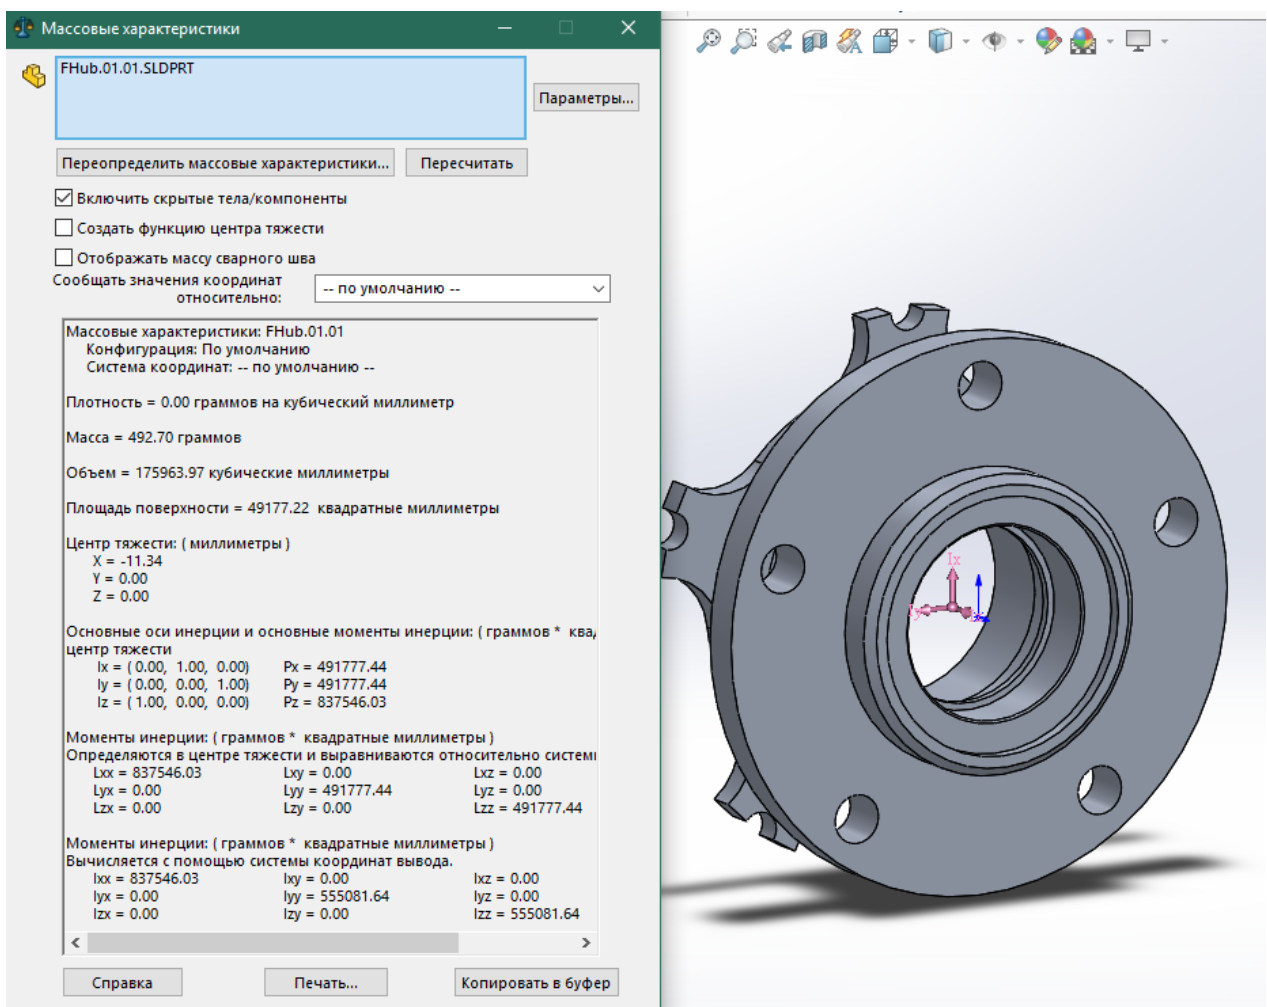 Массовые характеристики
FHub.01.01.SLDPRT
Параметры...
Переопределить массовые характеристики...
Пересчитать
Включить скрытые тела/компоненты
Создать функцию центра тяжести
Отображать массу сварного шва
Сообщать значения координат
относительно:
-- по умолчанию --
Массовые характеристики: FHub.01.01
Конфигурация: По умолчанию
Система координат: -- по умолчанию --
Плотность = 0.00 граммов на кубический миллиметр
Масса = 492.70 граммов
Объем = 175963.97 кубические миллиметры
Площадь поверхности = 49177.22 квадратные миллиметры
Центр тяжести: ( миллиметры )
X = -11.34
Y = 0.00
Z = 0.00
Основные оси инерции и основные моменты инерции: ( граммов * ква
центр тяжести
Ix = ( 0.00, 1.00, 0.00) Px = 491777.44
Iy = ( 0.00, 0.00, 1.00) Py = 491777.44
Iz = ( 1.00, 0.00, 0.00) Pz = 837546.03
Моменты инерции: ( граммов * квадратные миллиметры )
Определяются в центре тяжести и выравниваются относительно систем
Lxx = 837546.03 Lxy = 0.00 Lxz = 0.00
Lyx = 0.00 Lyy = 491777.44 Lyz = 0.00
Lzx = 0.00 Lzy = 0.00 Lzz = 491777.44
Моменты инерции: ( граммов * квадратные миллиметры )
Вычисляется с помощью системы координат вывода.
Ixx = 837546.03 Ixy = 0.00 Ixz = 0.00
Iyx = 0.00 Iyy = 555081.64 Iyz = 0.00
Izx = 0.00 Izy = 0.00 Izz = 555081.64
Справка
Печать...
Копировать в буфер
Ix
Iy